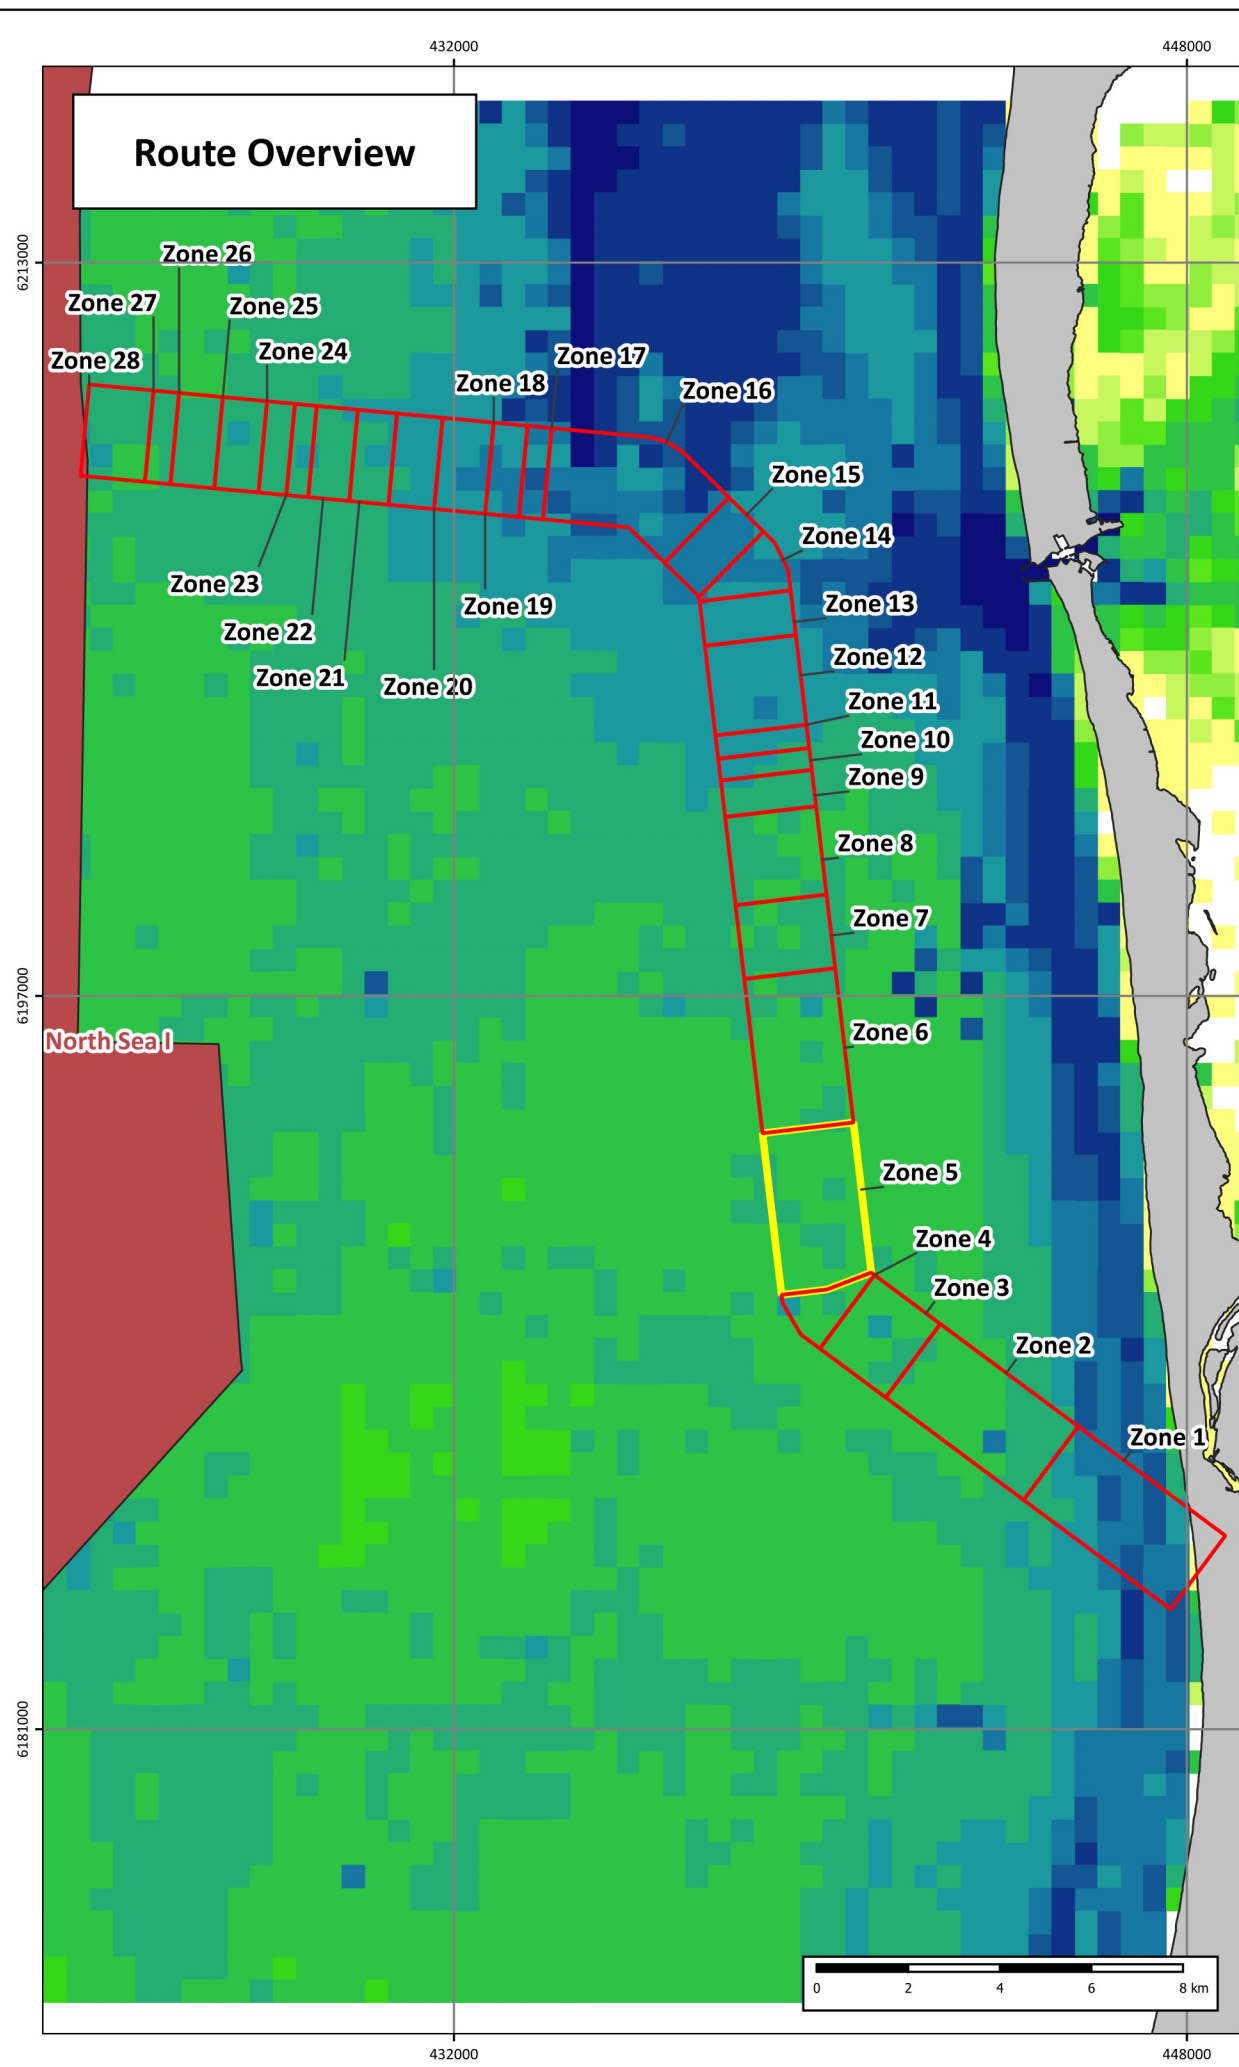 432000
448000
Route Overview
6213000
Zone 26
Zone 27
Zone 25
Zone 24
Zone 28
Zone 17
Zone 18
Zone 16
Zone 15
Zone 14
Zone 23
Zone 19
Zone 13
Zone 22
Zone 12
Zone 21
Zone 20
Zone 11
Zone 10
Zone 9
Zone 8
Zone 7
6197000
Zone 6
North Sea I
Zone 5
Zone 4
Zone 3
Zone 2
Zone 1
6181000
0 2 4 6 8 km
432000
448000